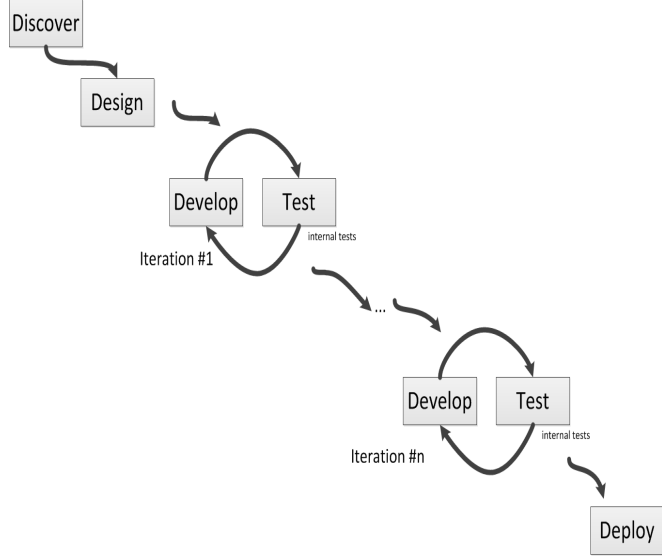 Discover
Design
Develop
Test
internal tests
Iteration #1
...
Develop
Test
internal tests
Iteration #n
Deploy